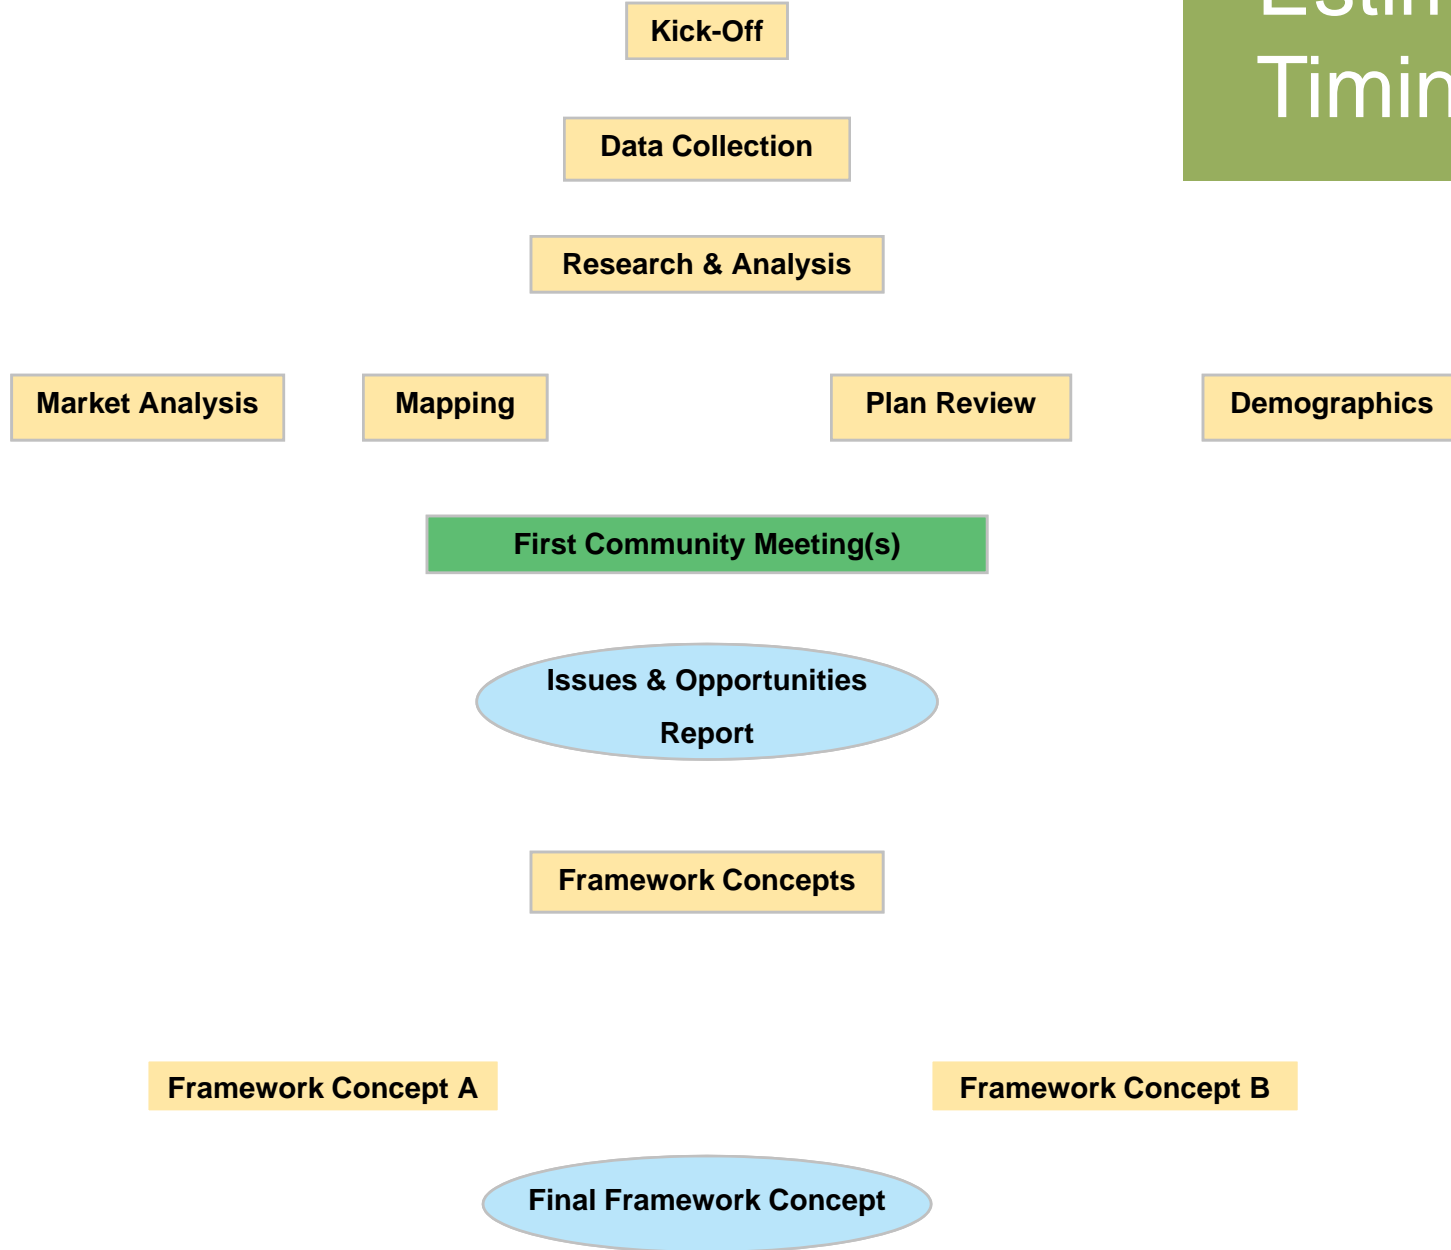 Kick-Off
Timin
Data Collection
Research & Analysis
Market Analysis
Mapping
Plan Review
Demographics
First Community Meeting(s)
Issues & Opportunities
Report
Framework Concepts
Framework Concept A
Framework Concept B
Final Framework Concept